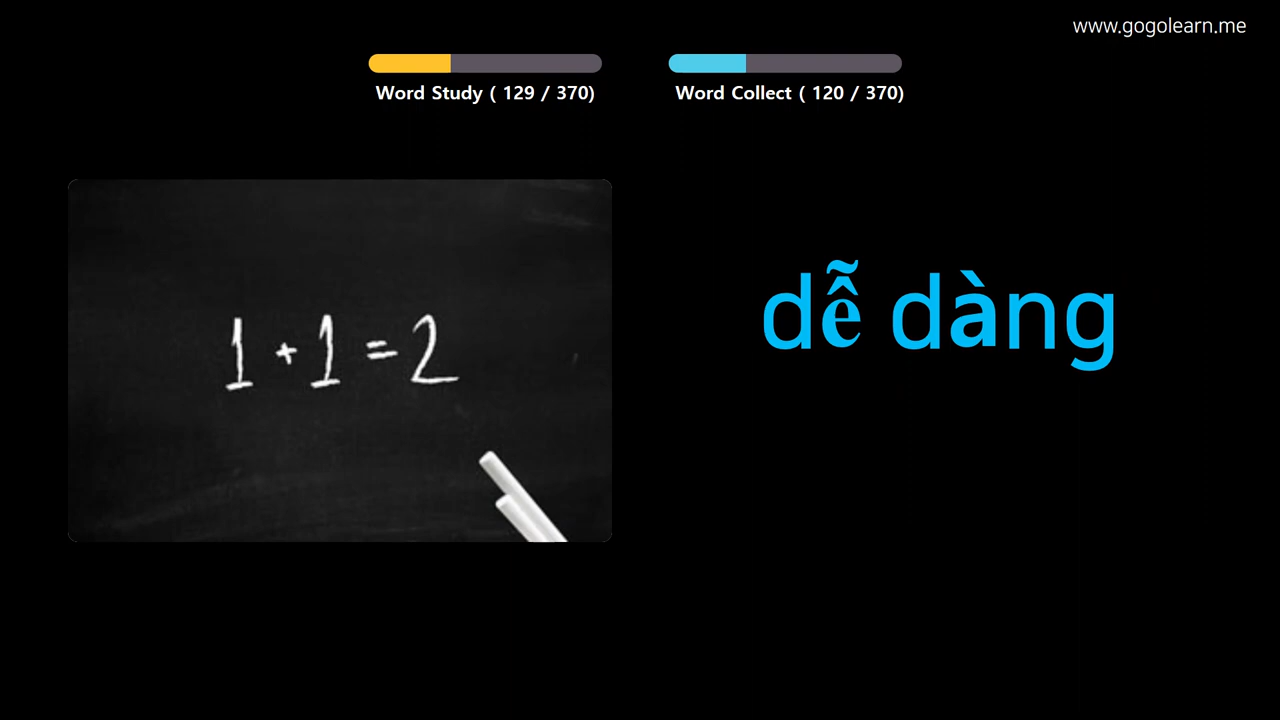 www.gogolearn.me
Word Study ( 129 / 370)
Word Collect ( 120 / 370)
1 + 1 = 2
dễ dàng